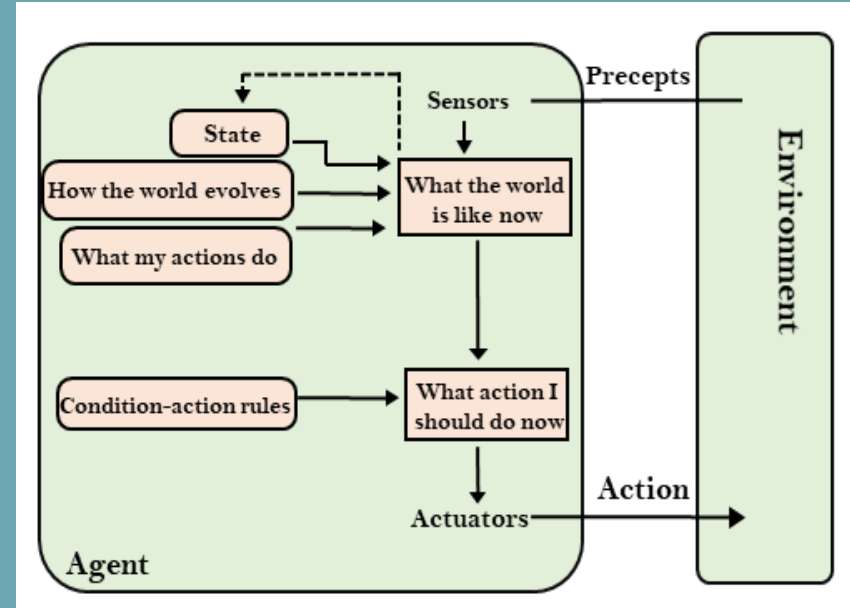 Precepts
Sensors
State
How the world evolves
What the world
is like now
What my actions do
Environment
Condition-action rules
What action I
should do now
Action
Actuators
Agent